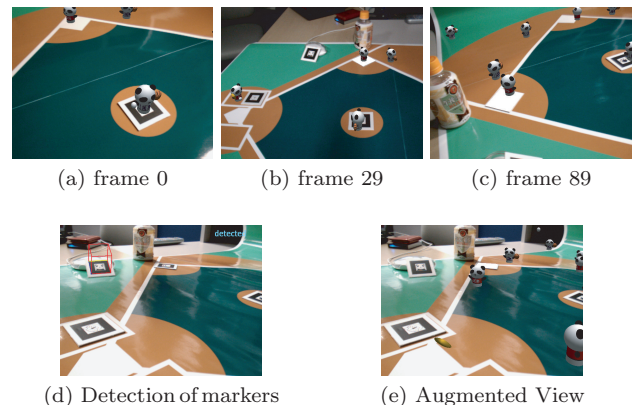 (a) frame 0
(b) frame 29
(c) frame 89
detected
(d) Detection of markers
(e) Augmented View